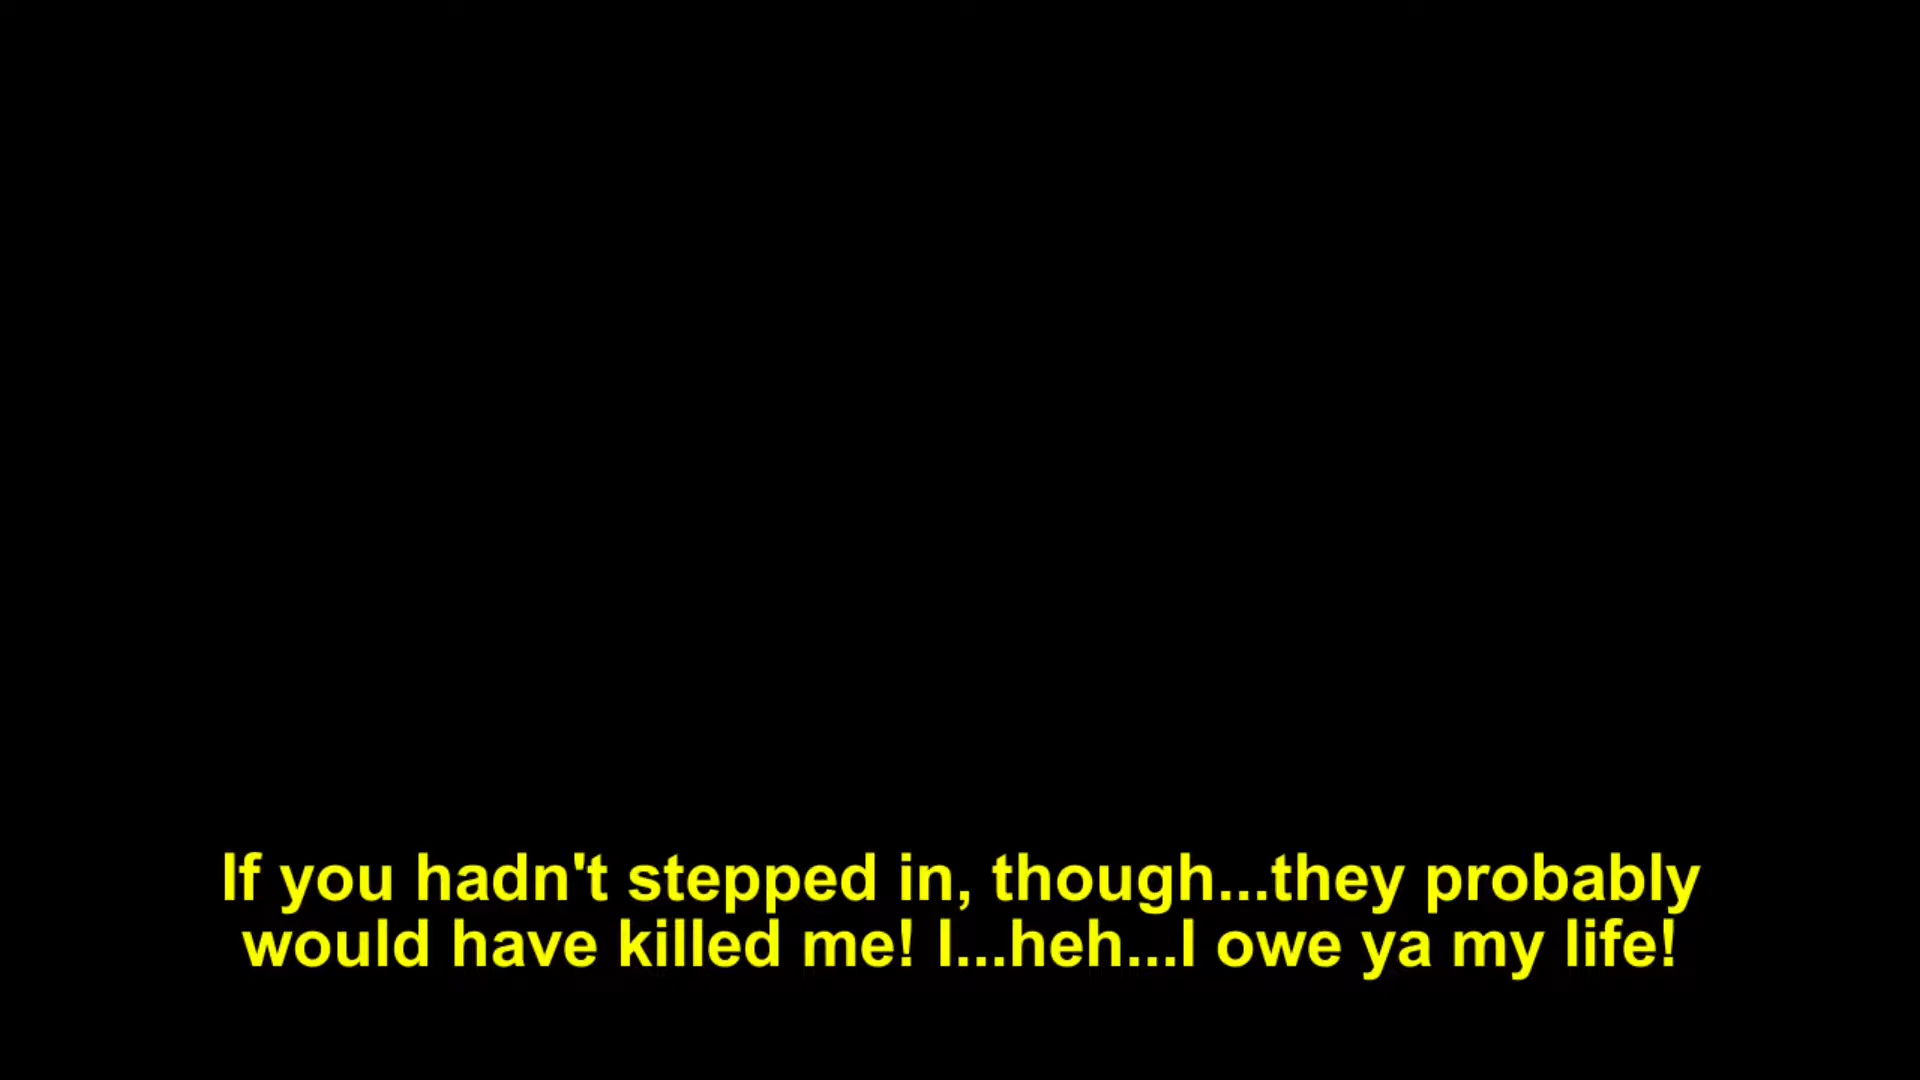 If you hadn't stepped in, though...they probably
would have killed me! I...heh...I owe ya my life!